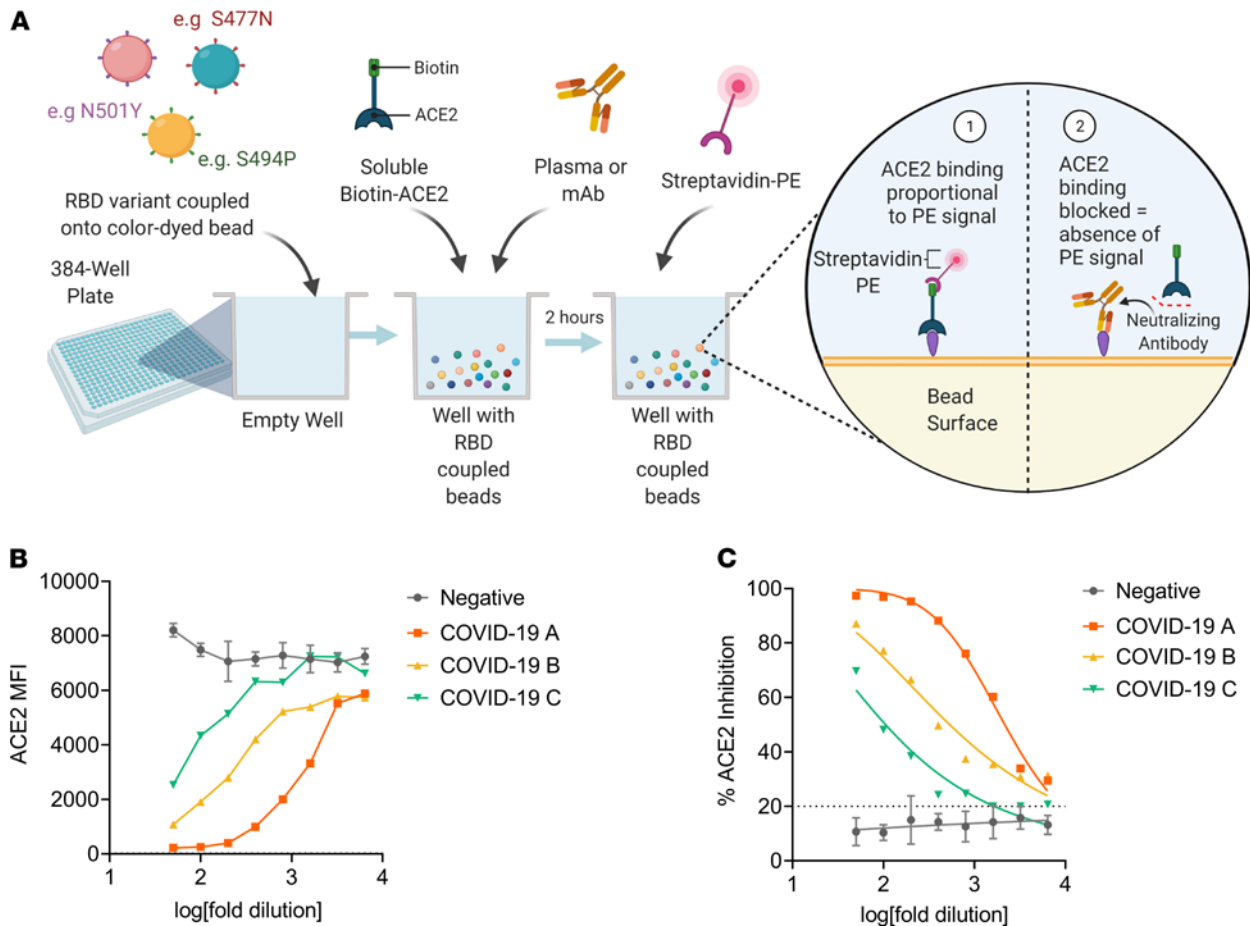 A
e.g S477N
e.g N501Y
e.g. S494P
RBD variant coupled
onto color-dyed bead
384-Well
Plate
Empty Well
Biotin
ACE2
Soluble
Biotin-ACE2
Plasma or
mAb
Streptavidin-PE
Well with
RBD
coupled
beads
2 hours
Well with
RBD
coupled
beads
1
ACE2 binding
proportional
to PE signal
Streptavidin
PE
2
ACE2
binding
blocked =
absence of
PE signal
Neutralizing
Antibody
Bead
Surface
B
ACE2 MFI
10000
8000
6000
4000
2000
0
1
2
3
4
log[fold dilution]
Negative
COVID-19 A
COVID-19 B
COVID-19 C
C
% ACE2 Inhibition
100
80
60
40
20
0
1
2
3
4
log[fold dilution]
Negative
COVID-19 A
COVID-19 B
COVID-19 C